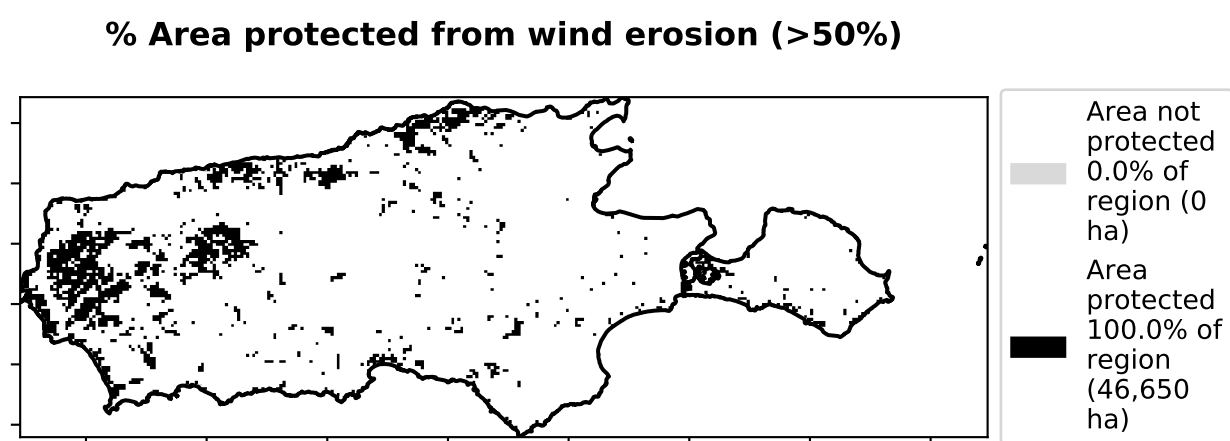 % Area protected from wind erosion (>50%)
Area not
protected
0.0% of
region (0
ha)
Area
protected
100.0% of
region
(46,650
ha)